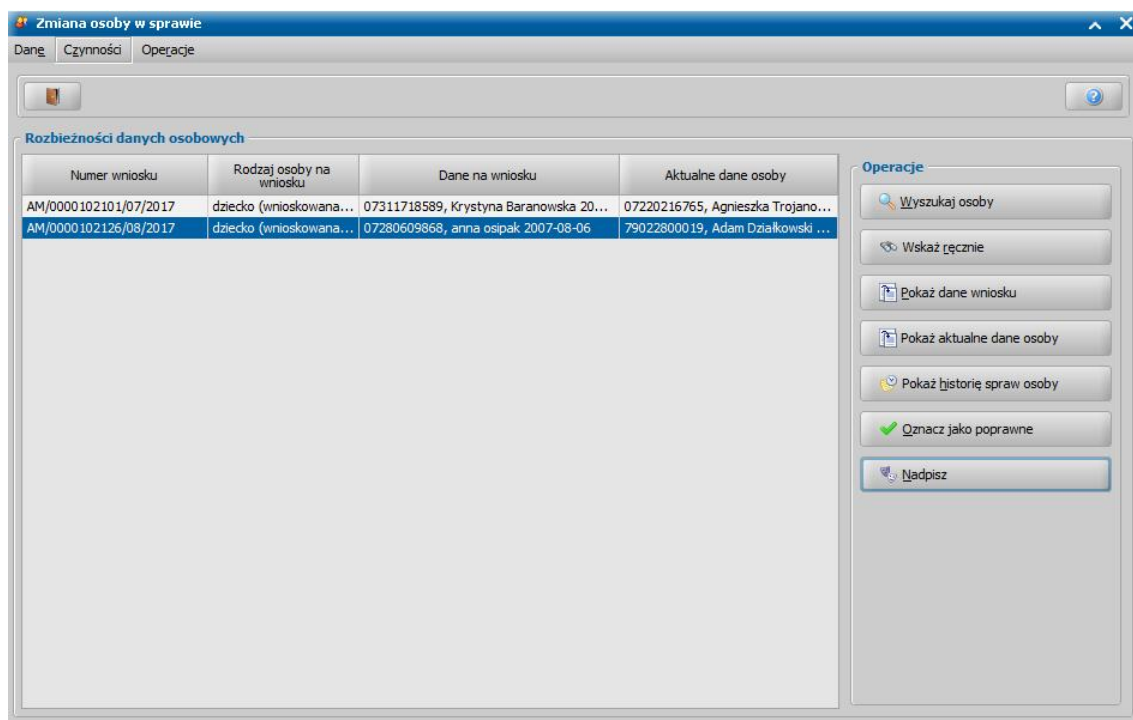 Zmiana osoby w sprawie
Dane Czynności Operacje
Rozbieżności danych osobowych
Numer wniosku Rodzaj osoby na wniosku Dane na wniosku Aktualne dane osoby
AM/0000102101/07/2017 dziecko (wnioskowana... 07311718589, Krystyna Baranowska 20... 07220216765, Agnieszka Trojano...
AM/0000102126/08/2017 dziecko (wnioskowana... 07280609868, anna osipak 2007-08-06 79022800019, Adam Działkowski ...
Operacje
Wyszukaj osoby
Wskaż ręcznie
Pokaż dane wniosku
Pokaż aktualne dane osoby
Pokaż historię spraw osoby
Oznacz jako poprawne
Nadpisz